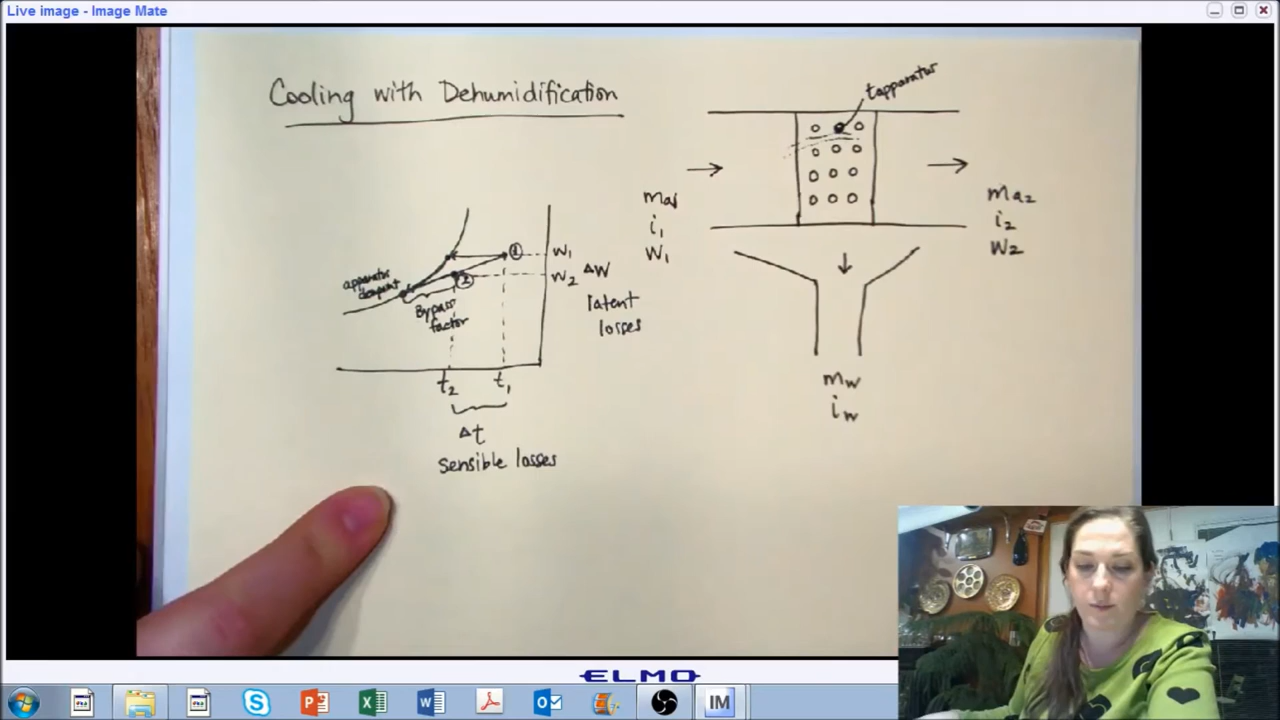 Live image - Image Mate
Cooling with Dehumidification
tapparatus
ma1
i1
W1
ma2
i2
W2
① W1
② W2 ΔW
latent
losses
apparatus
dewpoint
Bypass
factor
t2 t1
Δt
sensible losses
mw
iw
ELMO
IM